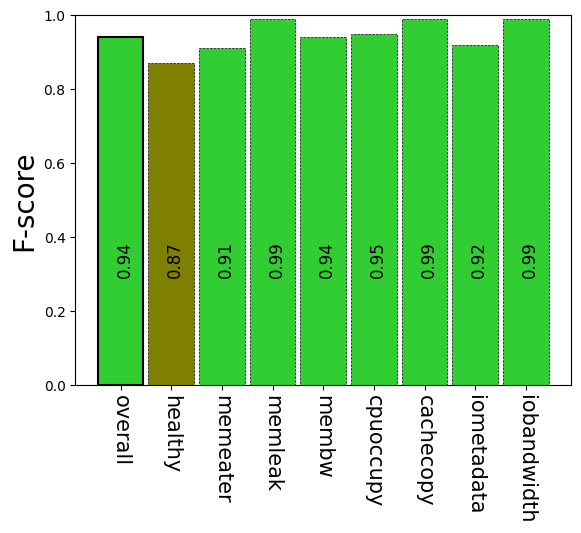 F-score
1.0
0.8
0.6
0.4
0.2
0.0
0.94
0.87
0.91
0.99
0.94
0.95
0.99
0.92
0.99
overall
healthy
memeater
memleak
membw
cpuoccupy
cachecopy
iometadata
iobandwidth